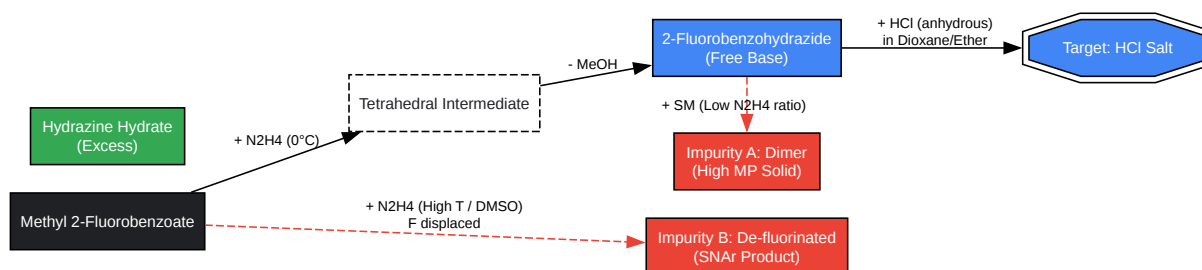 Hydrazine Hydrate
(Excess)
Methyl 2-Fluorobenzoate
+ N2H4 (0°C)
Tetrahedral Intermediate
- MeOH
2-Fluorobenzohydrazide
(Free Base)
+ HCl (anhydrous)
in Dioxane/Ether
Target: HCl Salt
+ SM (Low N2H4 ratio)
Impurity A: Dimer
(High MP Solid)
+ N2H4 (High T / DMSO)
F displaced
Impurity B: De-fluorinated
(SNAr Product)